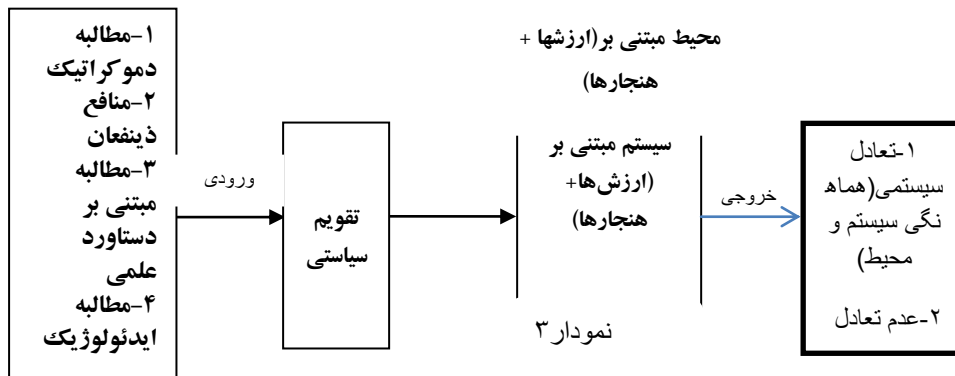 ۱-مطالبه
دموکراتیک
۲-منافع
ذینفعان
۳-مطالبه
مبتنی بر
دستاورد
علمی
۴-مطالبه
ایدئولوژیک
ورودی
تقویم
سیاستی
محیط مبتنی بر(ارزشها +
هنجارها)
سیستم مبتنی بر
(ارزش‌ها+
هنجارها)
خروجی
۱-تعادل
سیستمی(هماه
نگی سیستم و
محیط)
۲-عدم تعادل
نمودار ۳